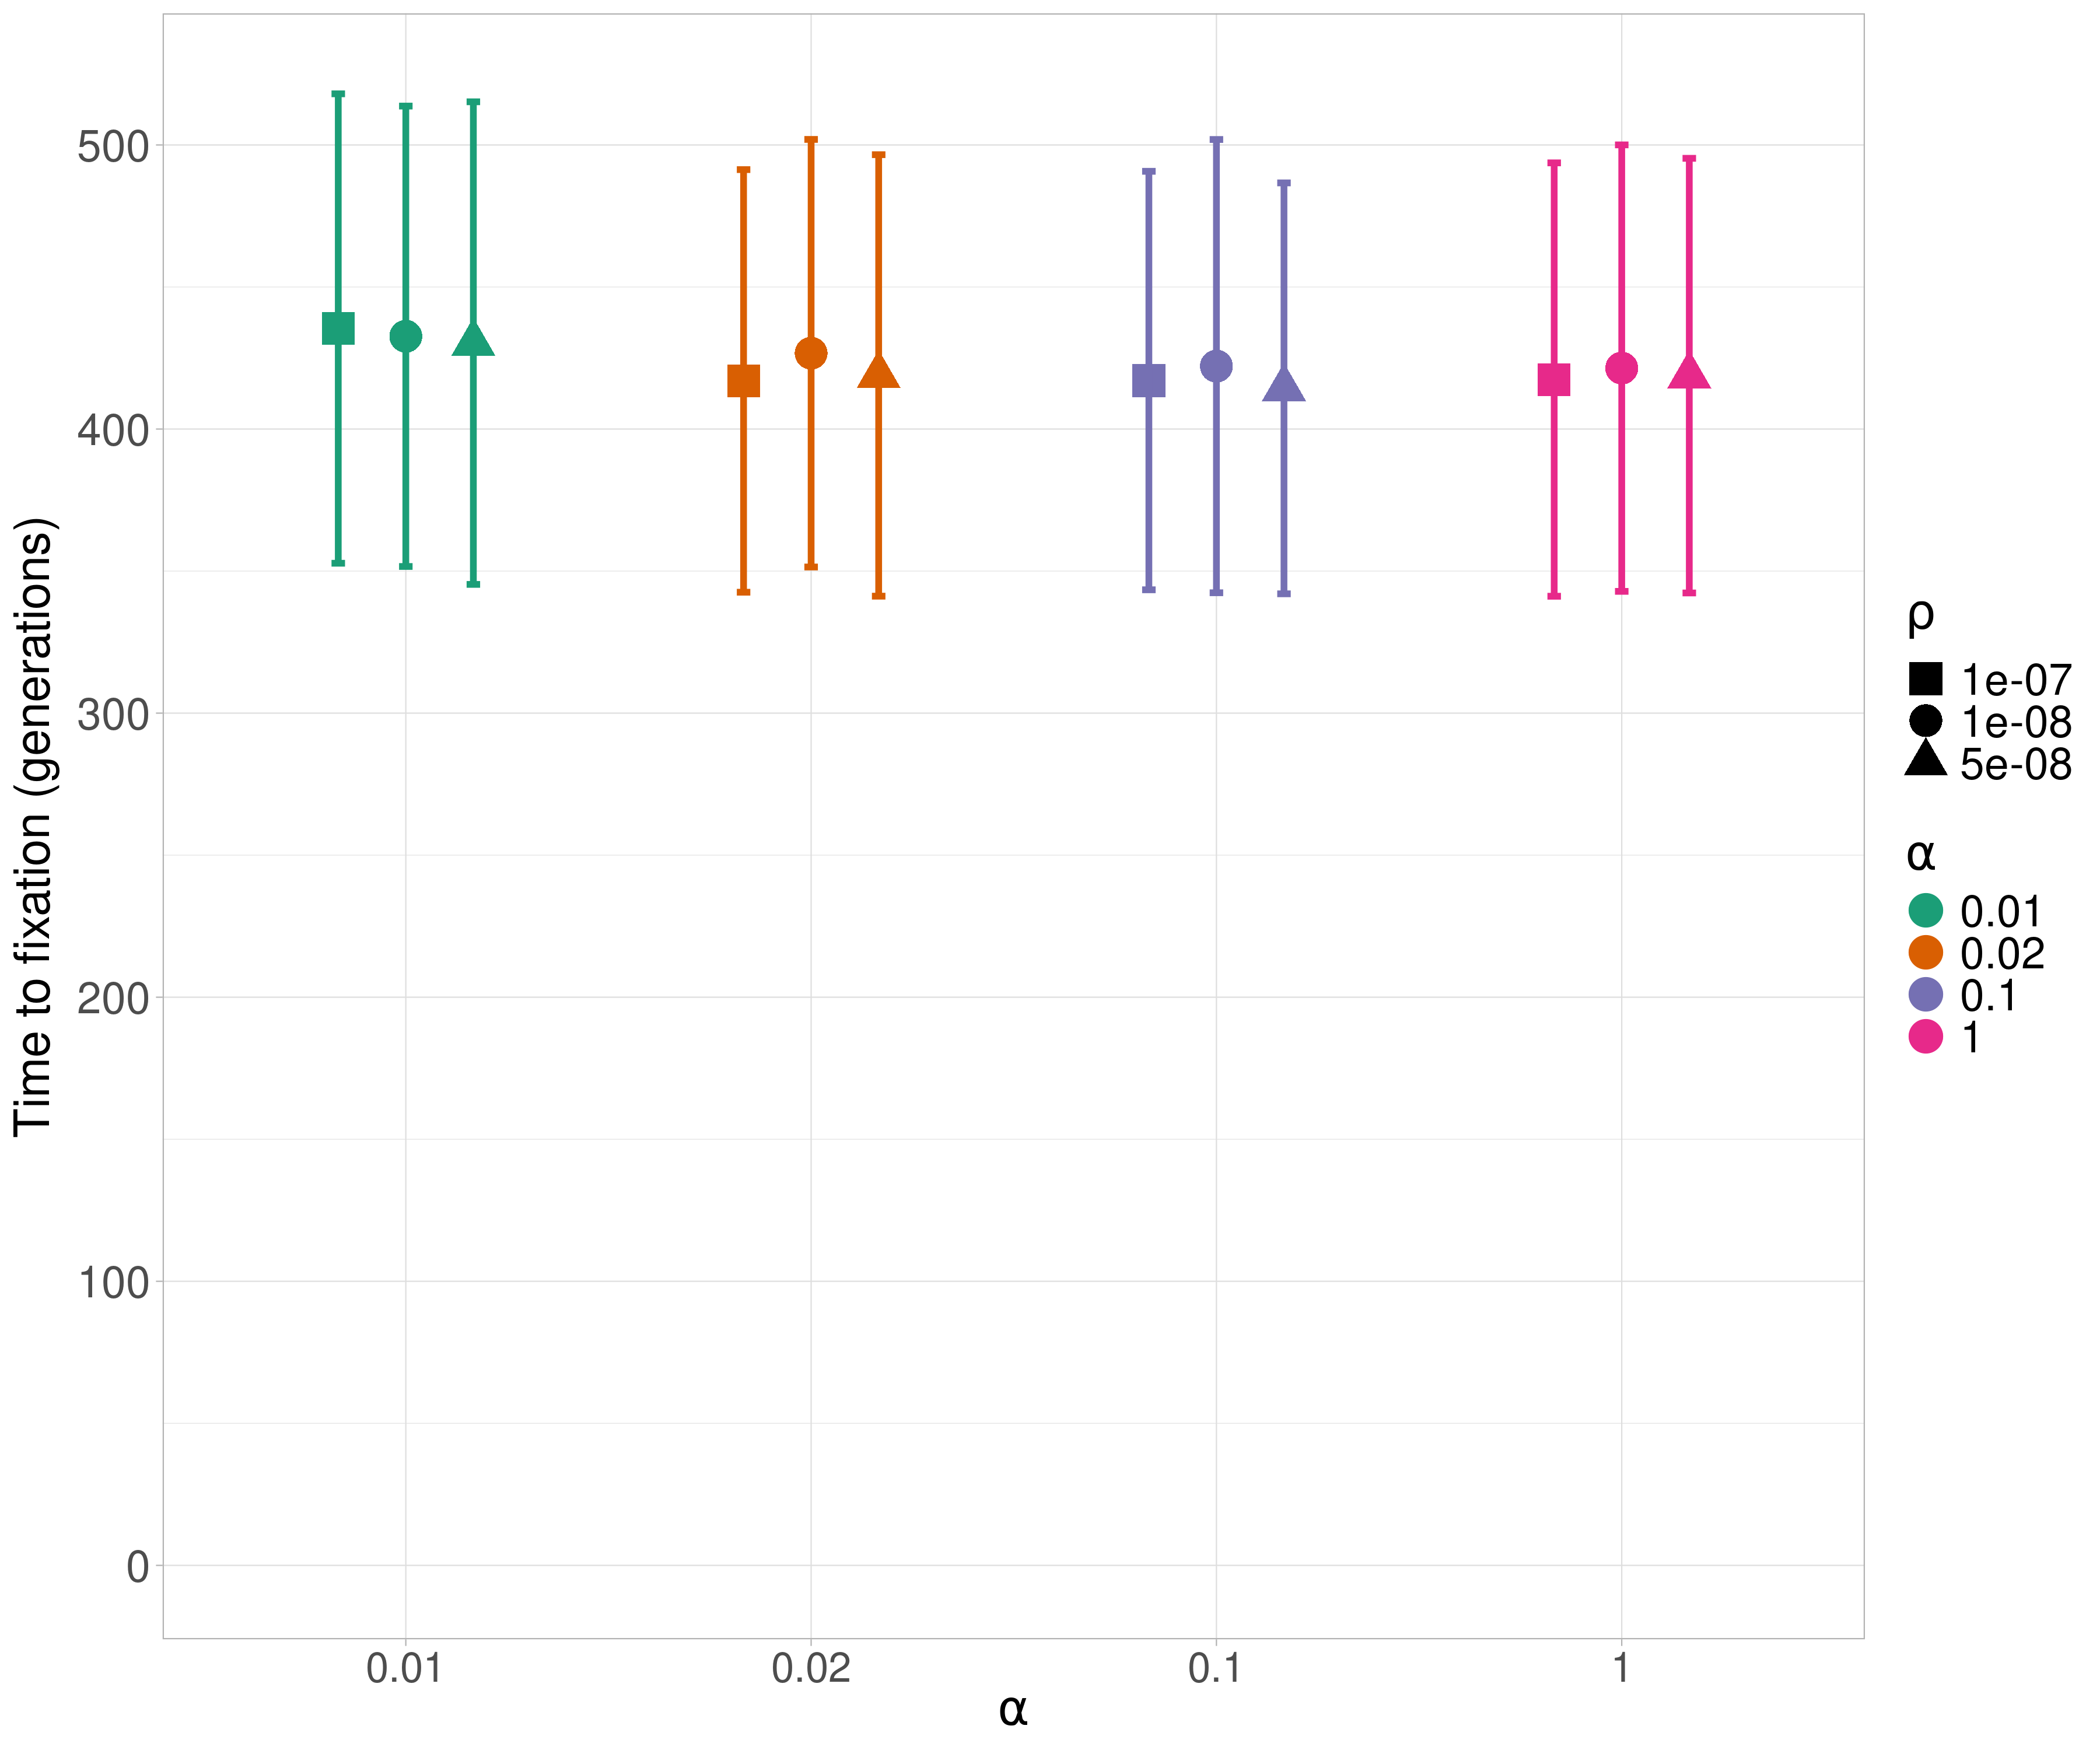 Time to fixation (generations)
500
400
300
200
100
0
0.01 0.02 0.1 1
α
ρ
1e-07
1e-08
5e-08
α
0.01
0.02
0.1
1